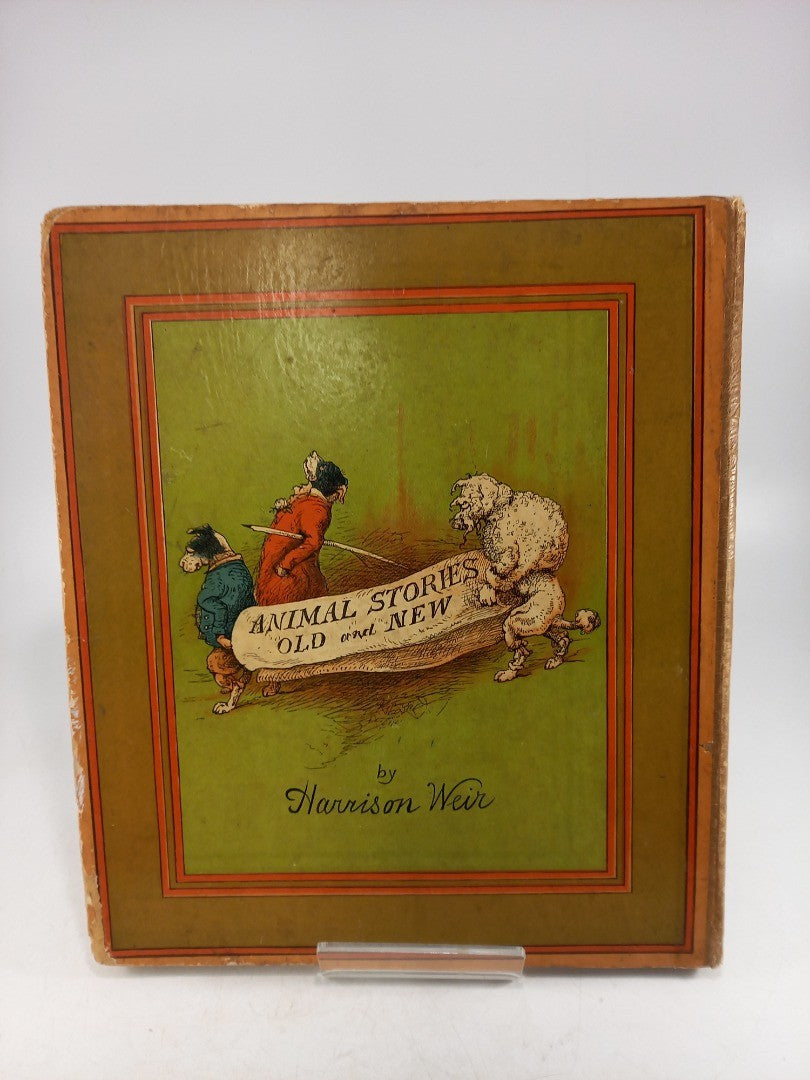 ANIMAL STORIES
OLD and NEW
by
Harrison Weir